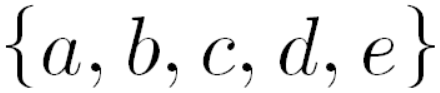 {a, b, c, d, e}